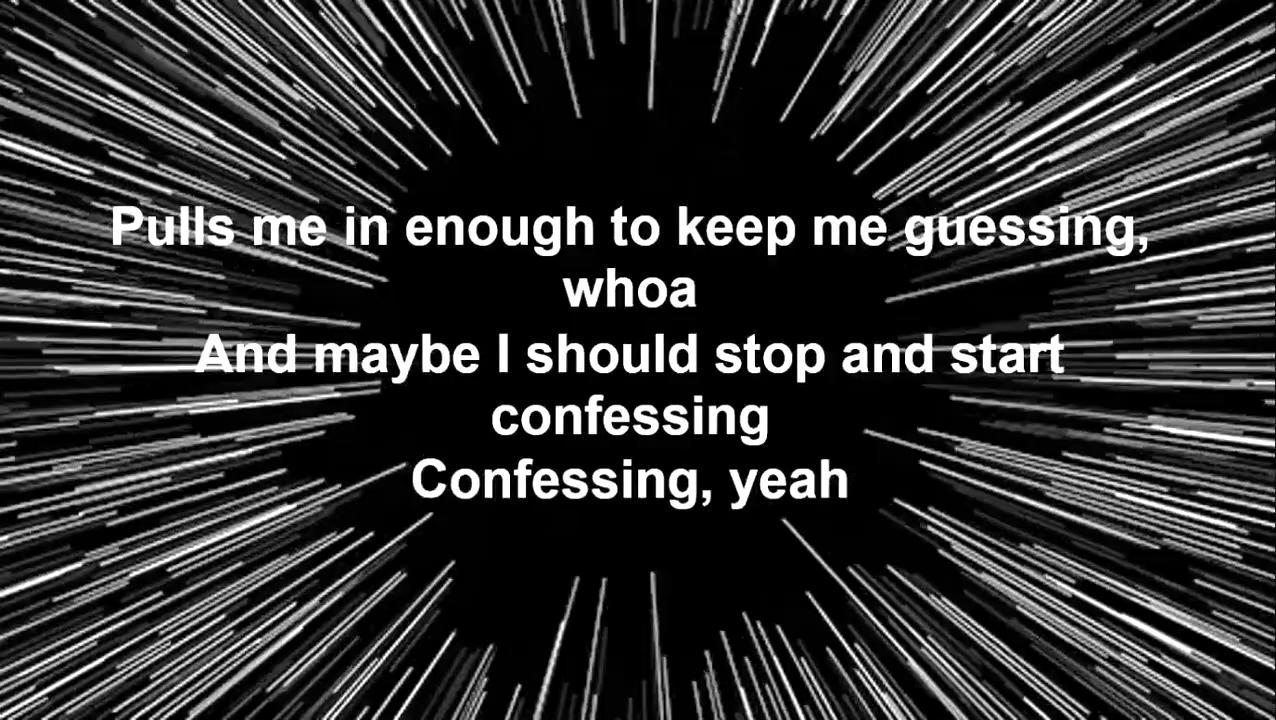 Pulls me in enough to keep me guessing,
whoa
And maybe I should stop and start
confessing
Confessing, yeah